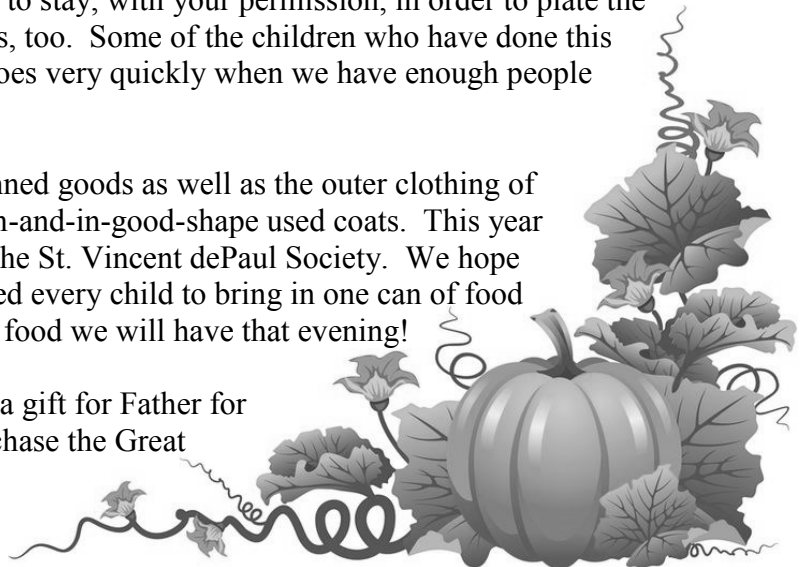 to stay, with your permission, in order to plate the
s, too.  Some of the children who have done this
oes very quickly when we have enough people
nned goods as well as the outer clothing of
n-and-in-good-shape used coats.  This year
he St. Vincent dePaul Society.  We hope
ed every child to bring in one can of food
food we will have that evening!
a gift for Father for
chase the Great